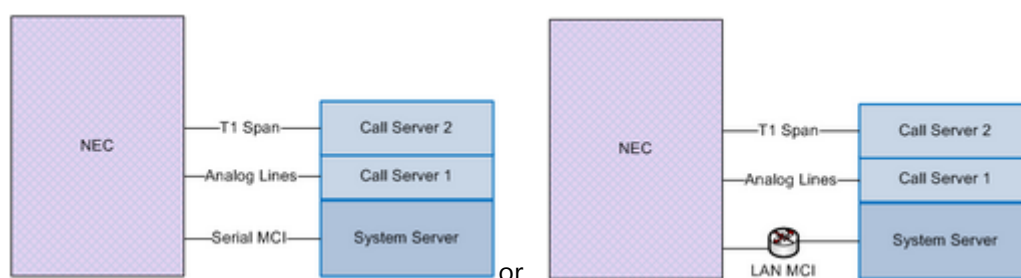 NEC
T1 Span
Call Server 2
Analog Lines
Call Server 1
Serial MCI
System Server
or
NEC
T1 Span
Call Server 2
Analog Lines
Call Server 1
LAN MCI
System Server